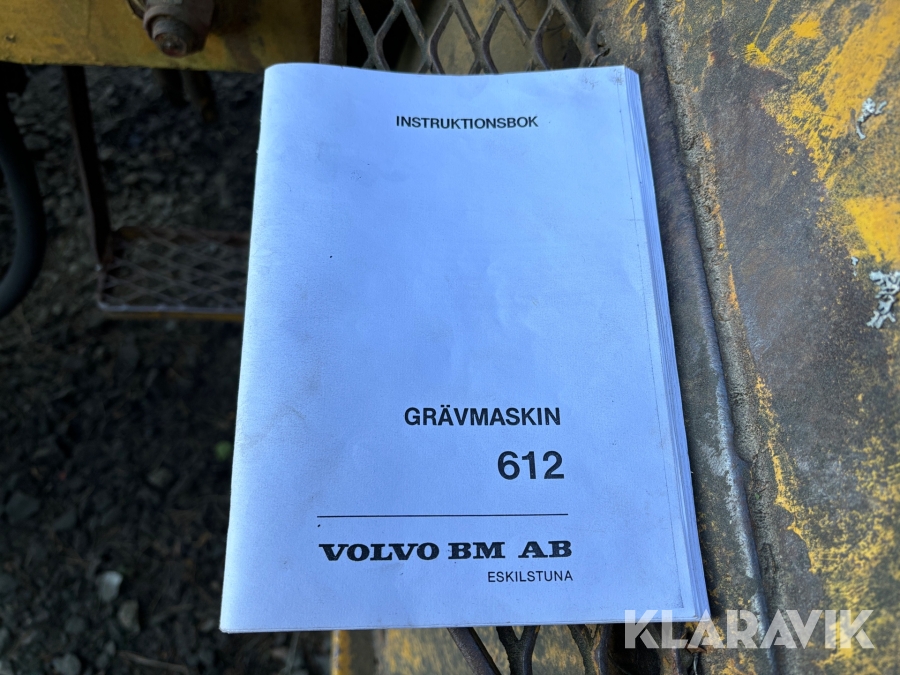 INSTRUKTIONSBOK
GRÄVMASKIN
612
VOLVO BM AB
ESKILSTUNA
KLARAVIK